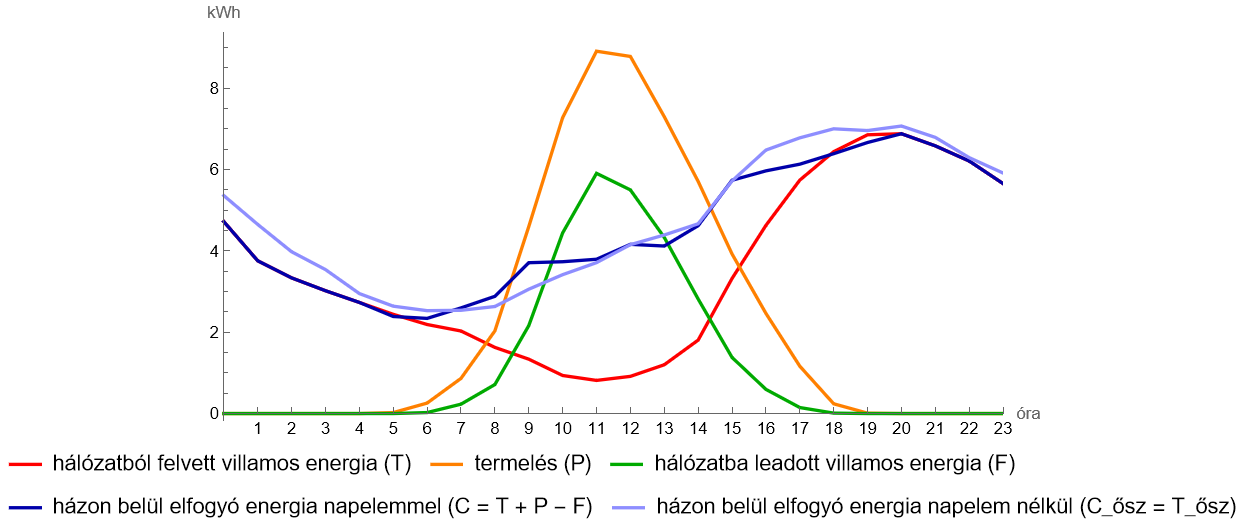 kWh
8
6
4
2
0
1 2 3 4 5 6 7 8 9 10 11 12 13 14 15 16 17 18 19 20 21 22 23
óra
hálózatból felvett villamos energia (T) termelés (P) hálózatba leadott villamos energia (F)
házon belül elfogyó energia napelemmel (C = T + P − F) házon belül elfogyó energia napelem nélkül (C_ősz = T_ősz)